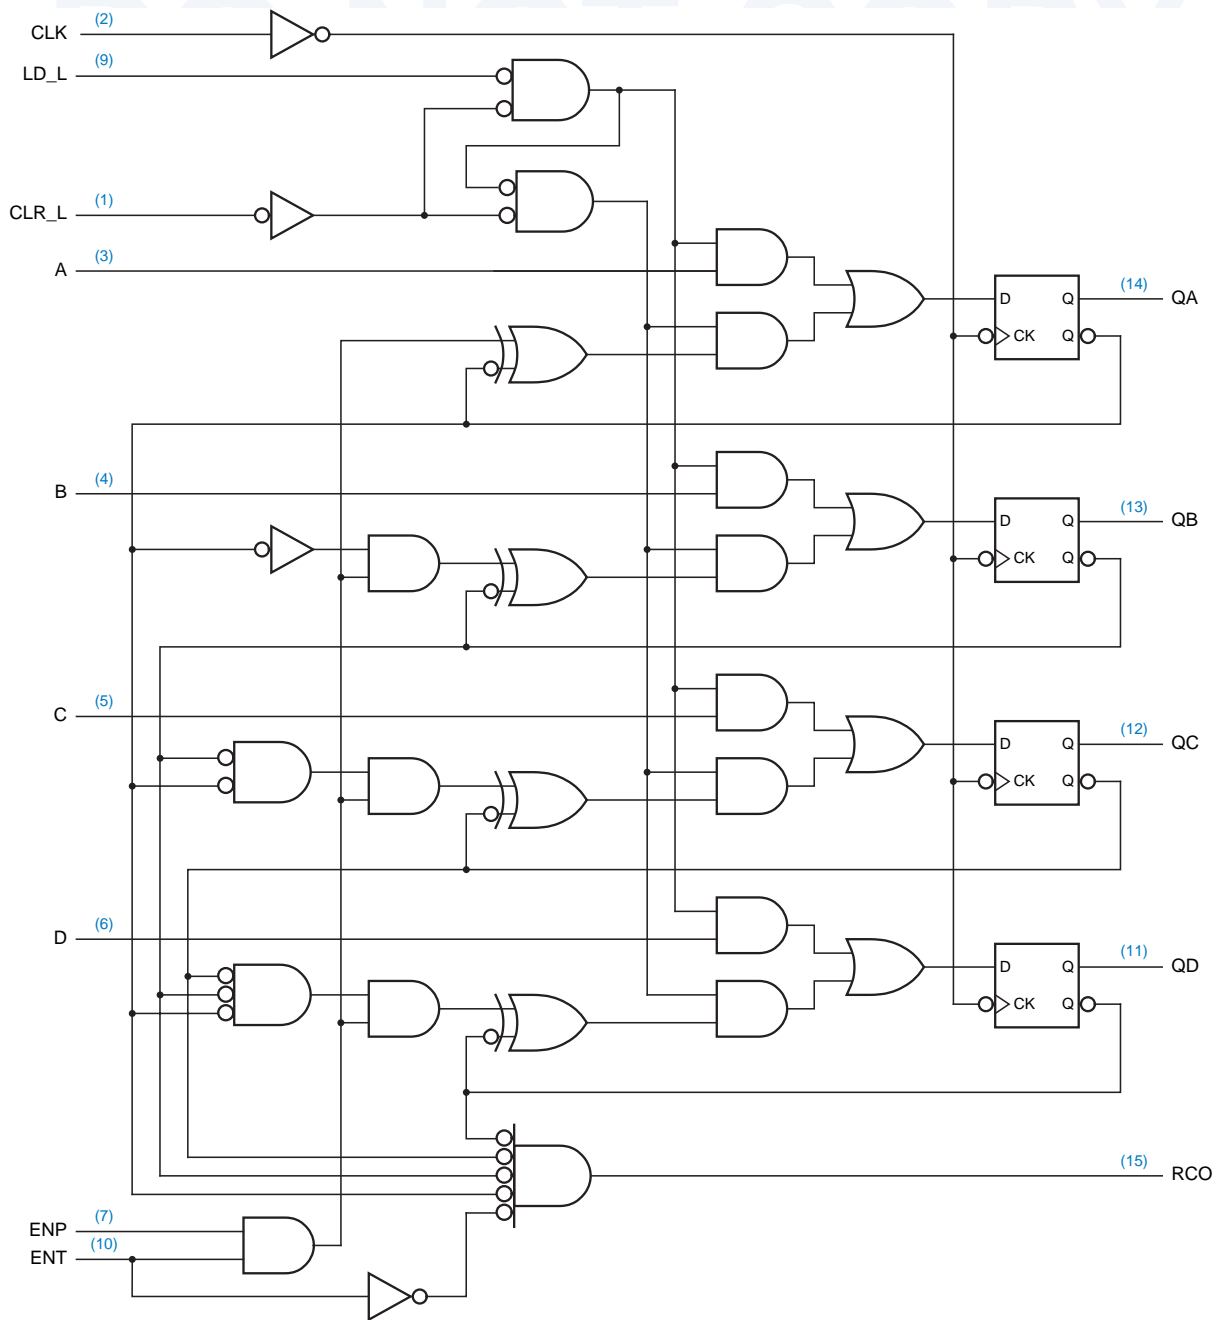 CLK (2)
LD_L (9)
CLR_L (1)
A (3)
D Q (14) QA
CK Q
B (4)
D Q (13) QB
CK Q
C (5)
D Q (12) QC
CK Q
D (6)
D Q (11) QD
CK Q
(15) RCO
ENP (7)
ENT (10)